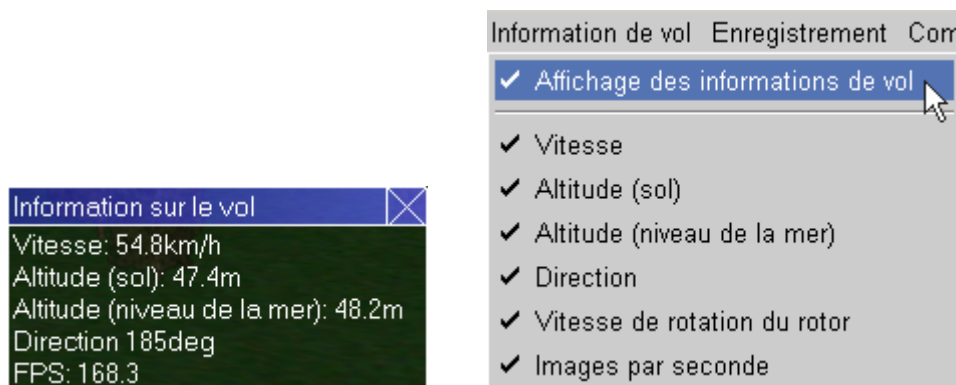 Information sur le vol
Vitesse: 54.8km/h
Altitude (sol): 47.4m
Altitude (niveau de la mer): 48.2m
Direction 185deg
FPS: 168.3
Information de vol Enregistrement Com
Affichage des informations de vol
Vitesse
Altitude (sol)
Altitude (niveau de la mer)
Direction
Vitesse de rotation du rotor
Images par seconde